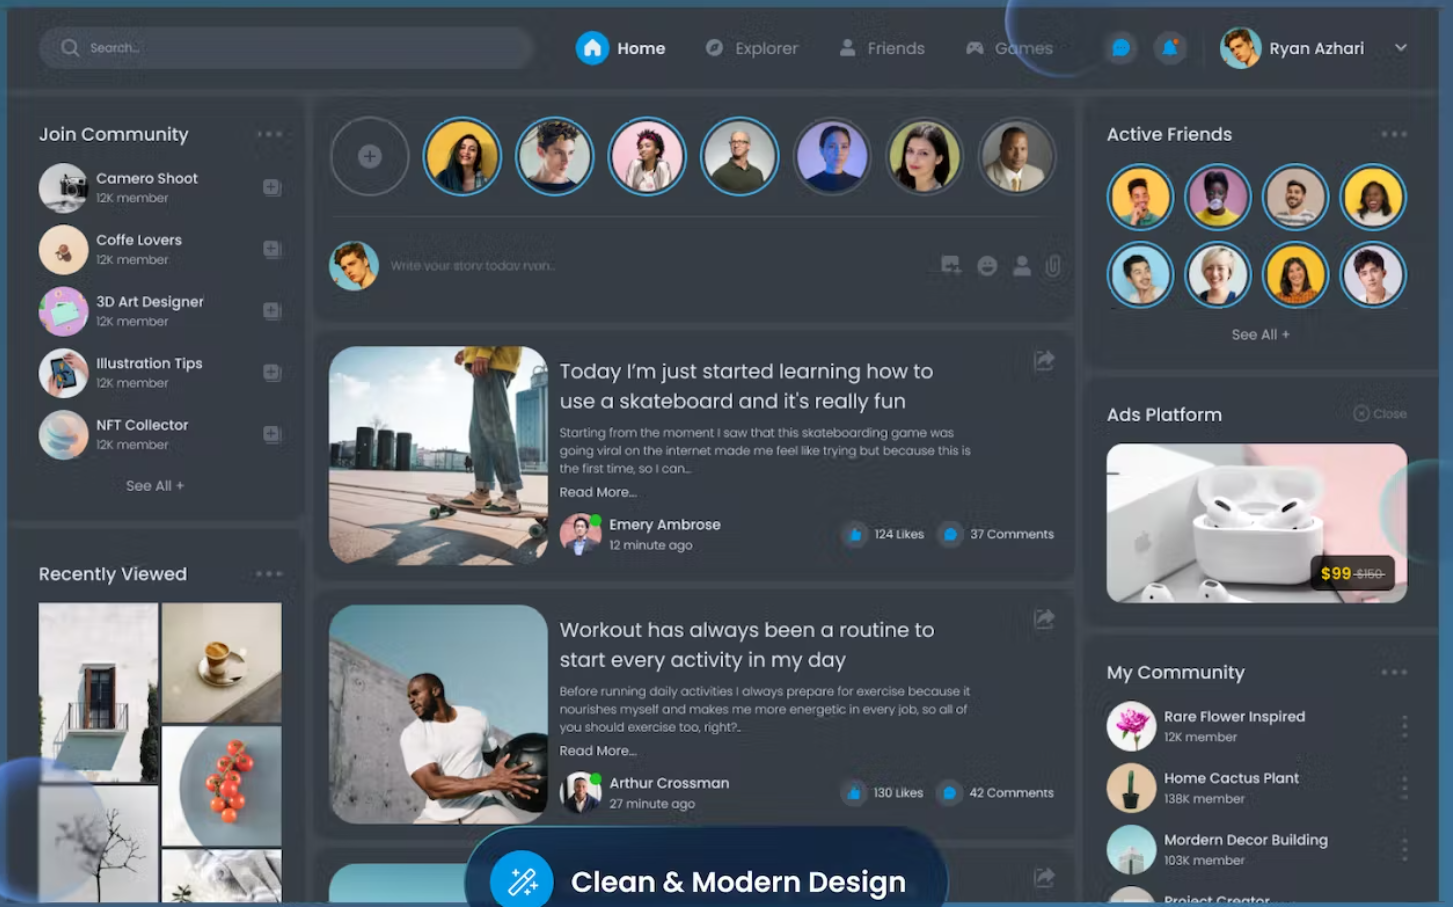 Search...
Home
Explorer
Friends
Games
Ryan Azhari
Join Community
Camero Shoot
12K member
Coffe Lovers
12K member
3D Art Designer
12K member
Illustration Tips
12K member
NFT Collector
12K member
See All +
Recently Viewed
Write your story today ryan..
Today I'm just started learning how to
use a skateboard and it's really fun
Starting from the moment I saw that this skateboarding game was
going viral on the internet made me feel like trying but because this is
the first time, so I can...
Read More...
Emery Ambrose
12 minute ago
124 Likes
37 Comments
Workout has always been a routine to
start every activity in my day
Before running daily activities I always prepare for exercise because it
nourishes myself and makes me more energetic in every job, so all of
you should exercise too, right?..
Read More...
Arthur Crossman
27 minute ago
130 Likes
42 Comments
Clean & Modern Design
Active Friends
See All +
Ads Platform
Close
$99 $150
My Community
Rare Flower Inspired
12K member
Home Cactus Plant
138K member
Mordern Decor Building
103K member
Project Creator